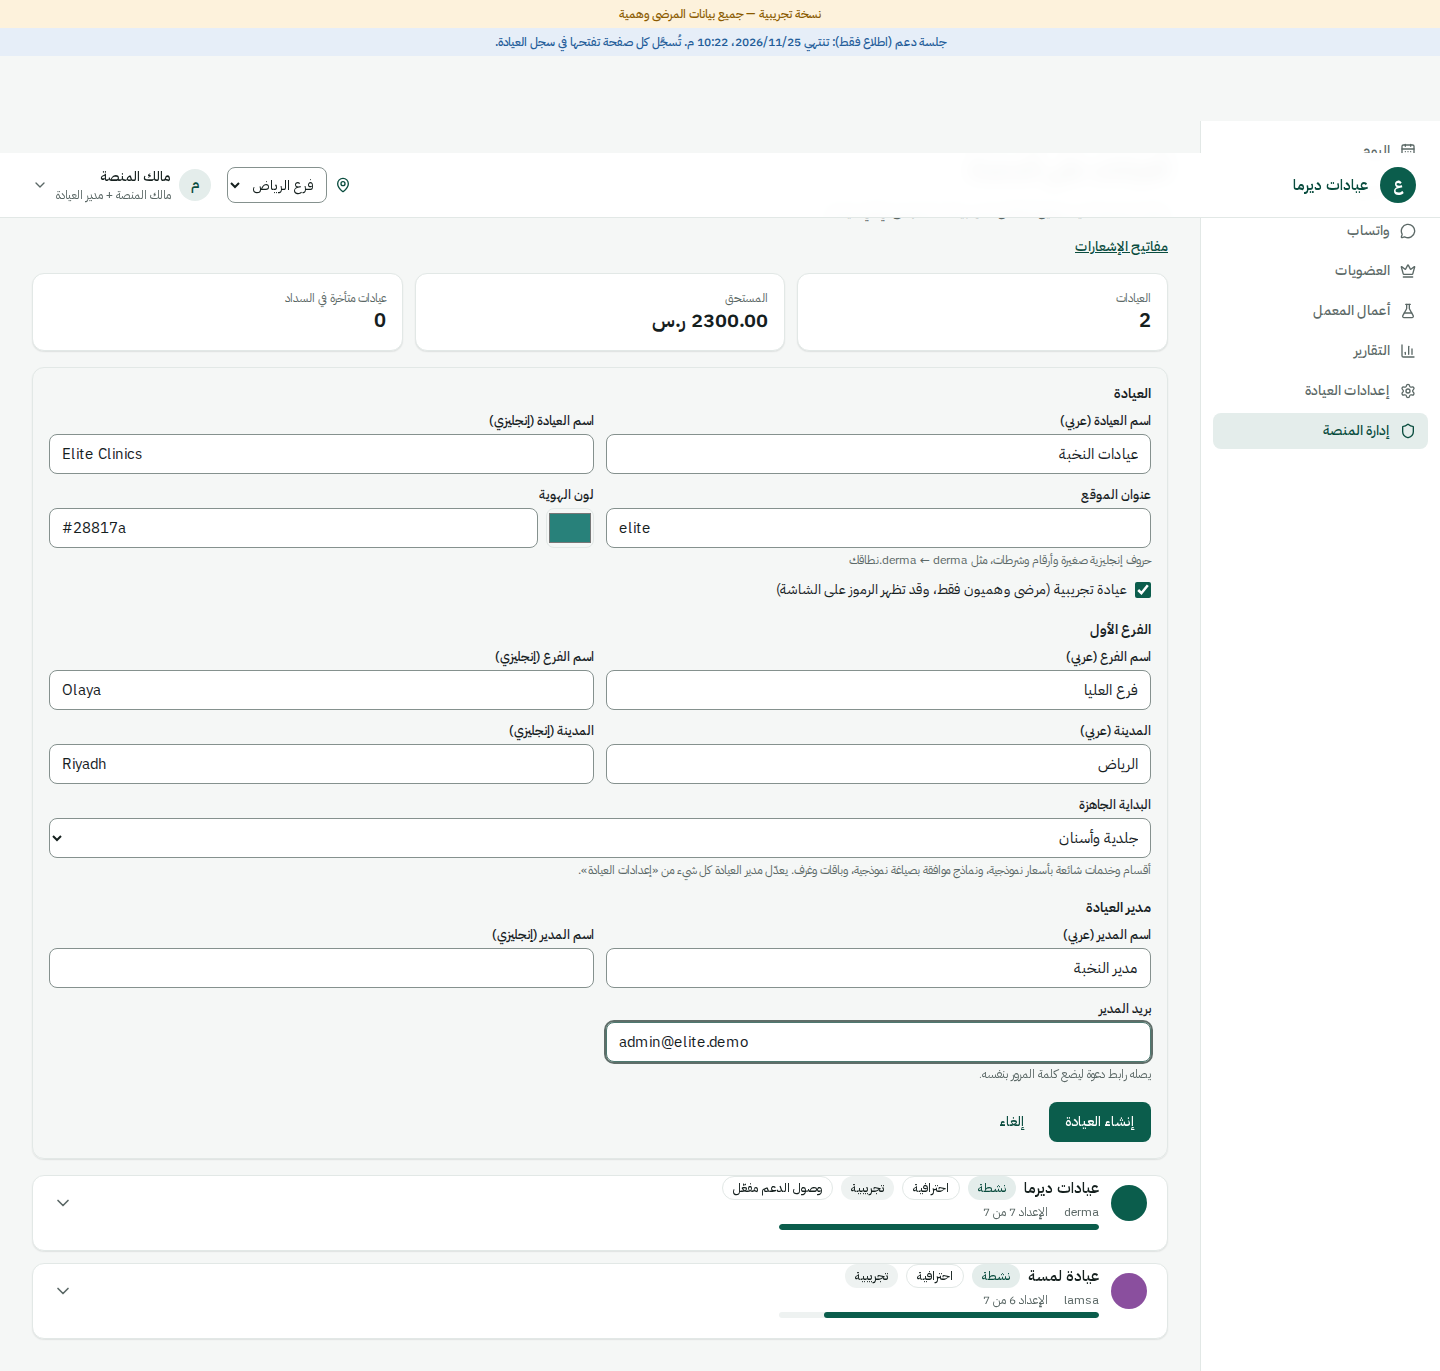 نسخة تجريبية — جميع بيانات المرضى وهمية
جلسة دعم (اطلاع فقط): تنتهي 2026/11/25، 10:22 م. تُسجَّل كل صفحة تفتحها في سجل العيادة.
اليوم
ع
عيادات ديرما
فرع الرياض
م
مالك المنصة
مالك المنصة + مدير العيادة
واتساب
العضويات
أعمال المعمل
التقارير
إعدادات العيادة
إدارة المنصة
مفاتيح الإشعارات
العيادات
2
المستحق
2300.00 ر.س
عيادات متأخرة في السداد
0
العيادة
اسم العيادة (عربي)
اسم العيادة (إنجليزي)
عيادات النخبة
Elite Clinics
عنوان الموقع
لون الهوية
elite
#28817a
حروف إنجليزية صغيرة وأرقام وشرطات، مثل derma ← derma.نطاقك
عيادة تجريبية (مرضى وهميون فقط، وقد تظهر الرموز على الشاشة)
الفرع الأول
اسم الفرع (عربي)
اسم الفرع (إنجليزي)
فرع العليا
Olaya
المدينة (عربي)
المدينة (إنجليزي)
الرياض
Riyadh
البداية الجاهزة
جلدية وأسنان
أقسام وخدمات شائعة بأسعار نموذجية، ونماذج موافقة بصياغة نموذجية، وباقات وغرف. يعدّل مدير العيادة كل شيء من «إعدادات العيادة».
مدير العيادة
اسم المدير (عربي)
اسم المدير (إنجليزي)
مدير النخبة
بريد المدير
admin@elite.demo
يصله رابط دعوة ليضع كلمة المرور بنفسه.
إنشاء العيادة
إلغاء
عيادات ديرما
نشطة
احترافية
تجريبية
وصول الدعم مفعّل
derma
الإعداد 7 من 7
عيادة لمسة
نشطة
احترافية
تجريبية
lamsa
الإعداد 6 من 7